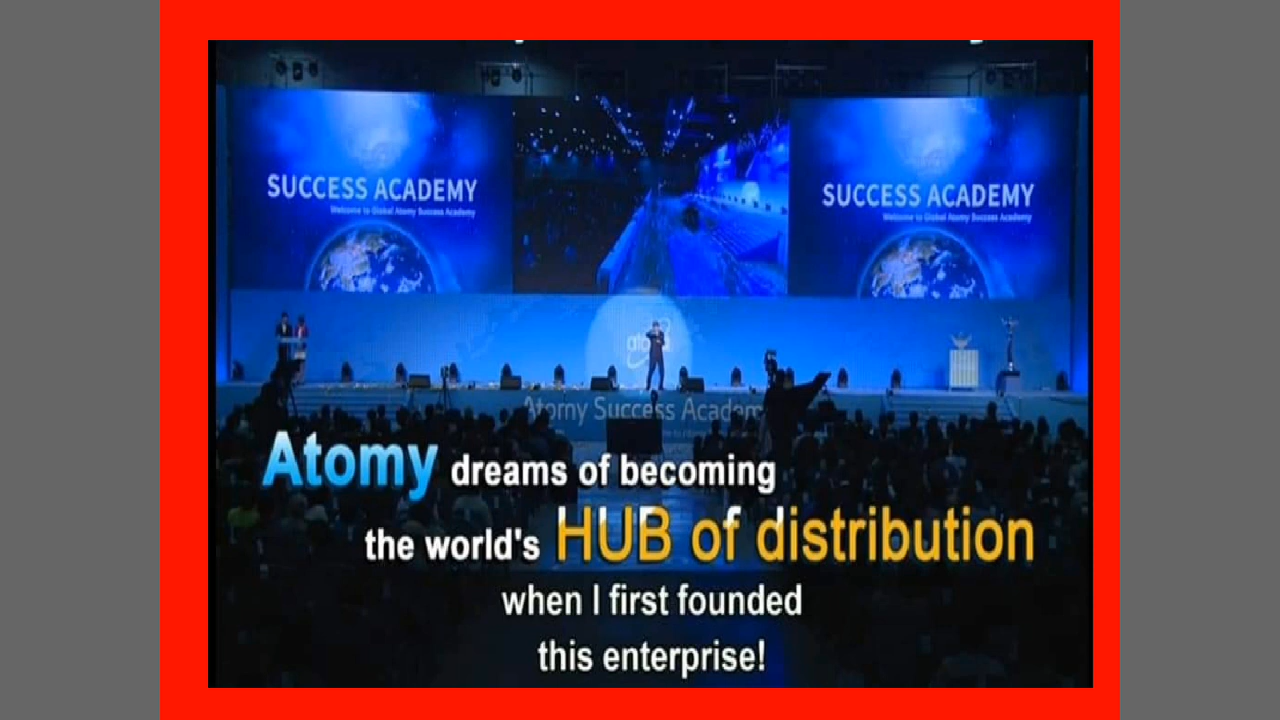 SUCCESS ACADEMY
Welcome to Global Atomy Success Academy
SUCCESS ACADEMY
Welcome to Global Atomy Success Academy
Atomy Success Academy
Atomy dreams of becoming
the world's HUB of distribution
when I first founded
this enterprise!